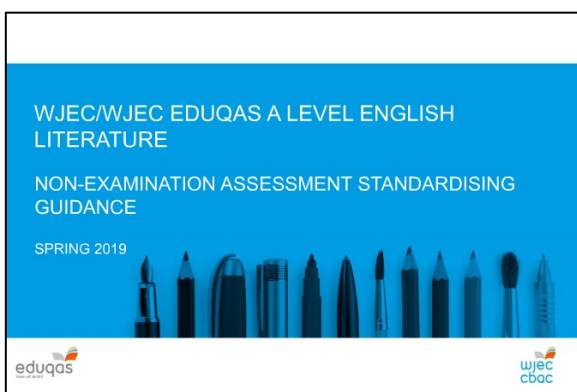 WJEC/WJEC EDUQAS A LEVEL ENGLISH
LITERATURE
NON-EXAMINATION ASSESSMENT STANDARDISING
GUIDANCE
SPRING 2019
eduqas
wjec
cbac